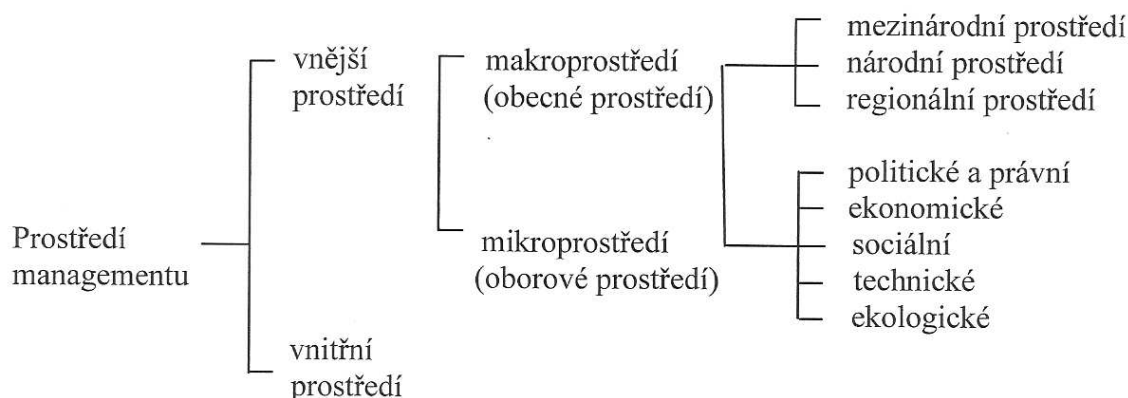 Prostředí
managementu
vnější
prostředí
vnitřní
prostředí
makroprostředí
(obecné prostředí)
mikroprostředí
(oborové prostředí)
mezinárodní prostředí
národní prostředí
regionální prostředí
politické a právní
ekonomické
sociální
technické
ekologické